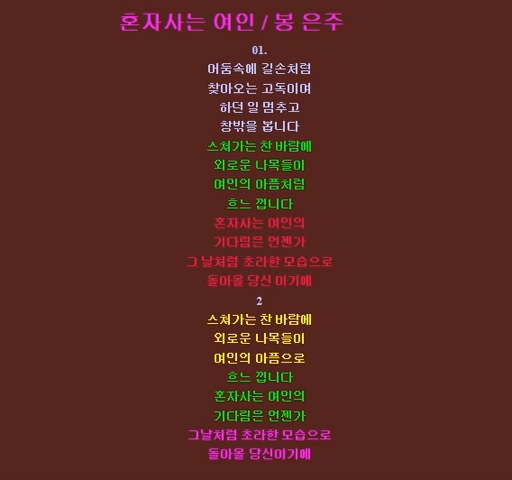 혼자사는 여인 / 봉 은주
01.
어둠속에 길손처럼
찾아오는 고독이여
하던 일 멈추고
창밖을 봅니다
스쳐가는 찬 바람에
외로운 나목들이
여인의 아픔처럼
흐느 낍니다
혼자사는 여인의
기다림은 언젠가
그 날처럼 초라한 모습으로
돌아올 당신 이기에
2
스쳐가는 찬 바람에
외로운 나목들이
여인의 아픔으로
흐느 낍니다
혼자사는 여인의
기다림은 언젠가
그날처럼 초라한 모습으로
돌아올 당신이기에